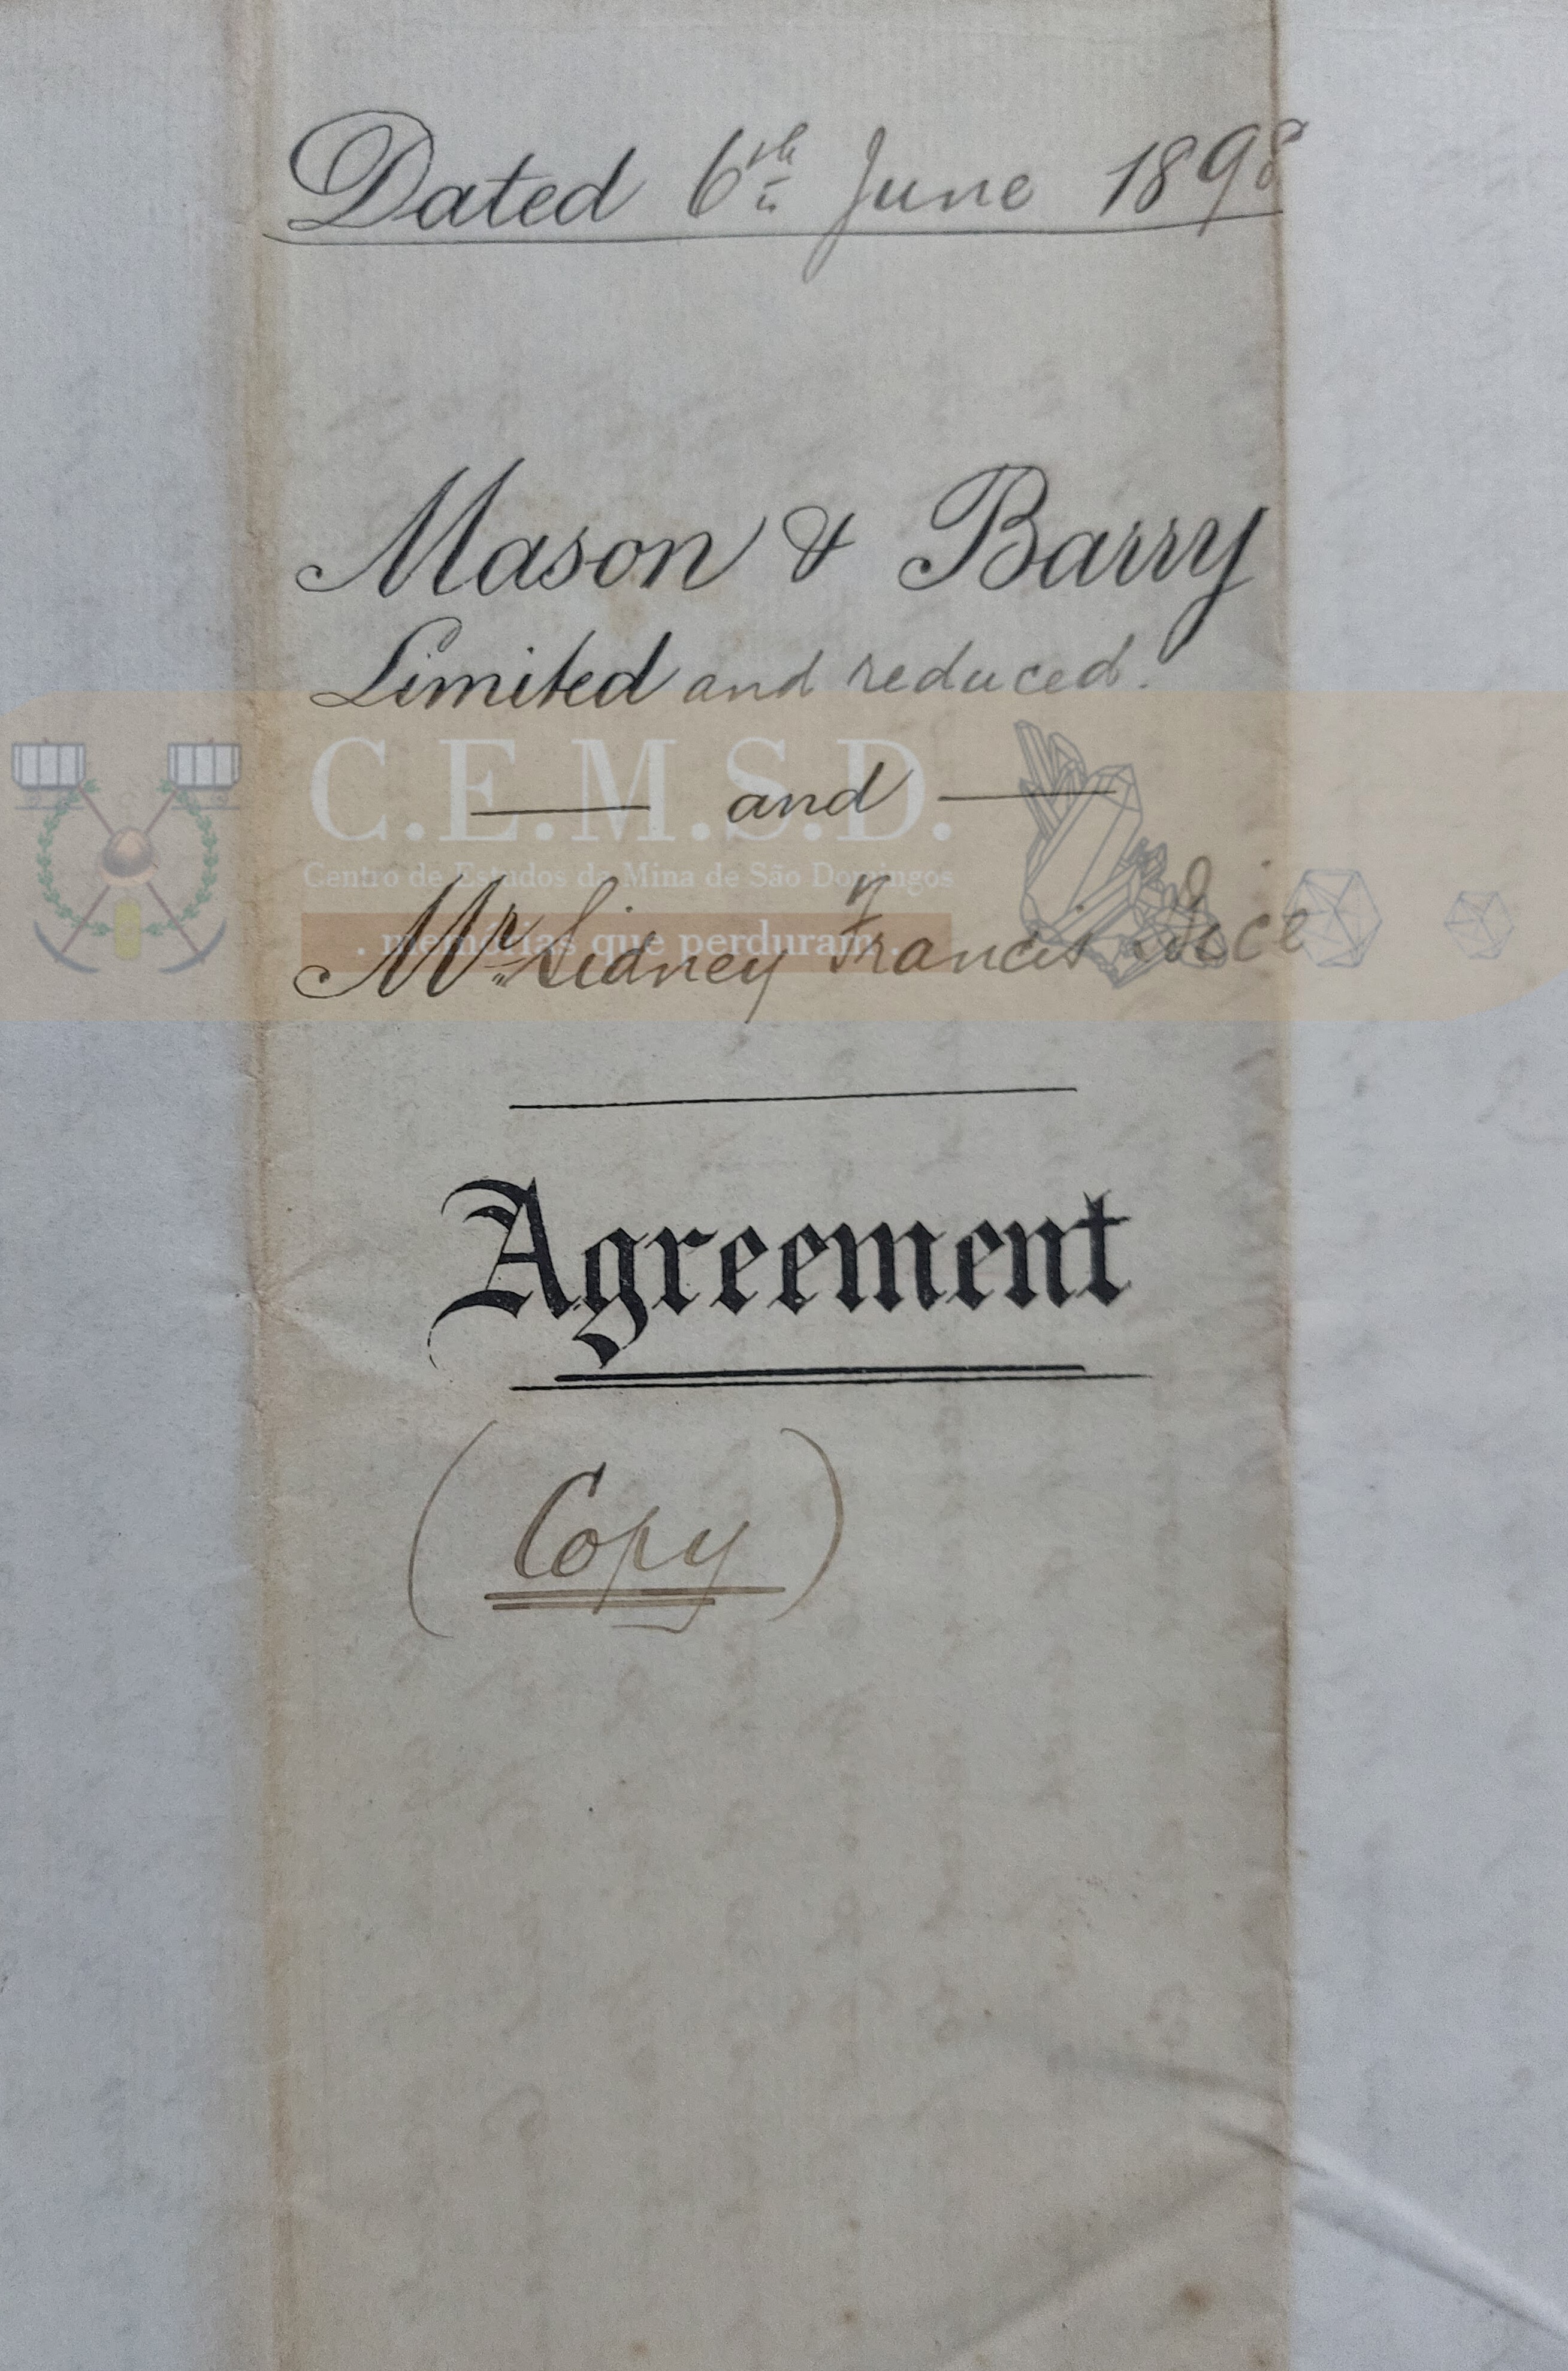 Dated 6th June 1898
Mason & Barry
Limited and reduced.
C.E.M.S.D.
and
Centro de Estudos da Mina de São Domingos
. memórias que perduram .
Mr. Sidney Francis
Agreement
(Copy)